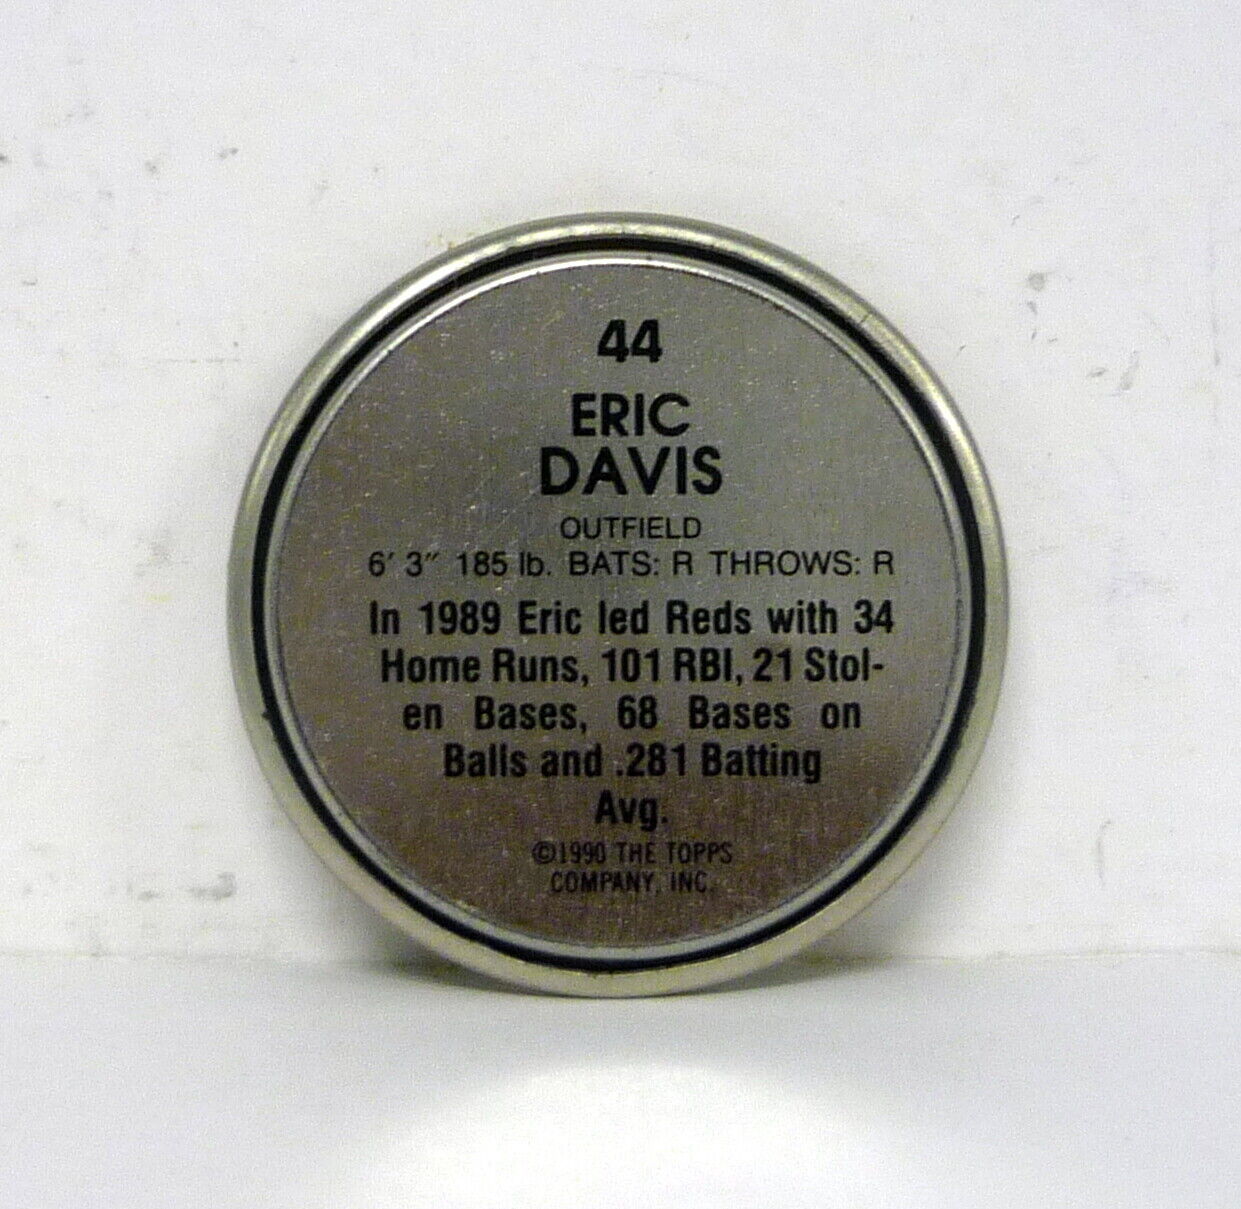 44
ERIC
DAVIS
OUTFIELD
6' 3" 185 lb. BATS: R THROWS: R
In 1989 Eric led Reds with 34
Home Runs, 101 RBI, 21 Stol-
en Bases, 68 Bases on
Balls and .281 Batting
Avg.
©1990 THE TOPPS
COMPANY, INC.